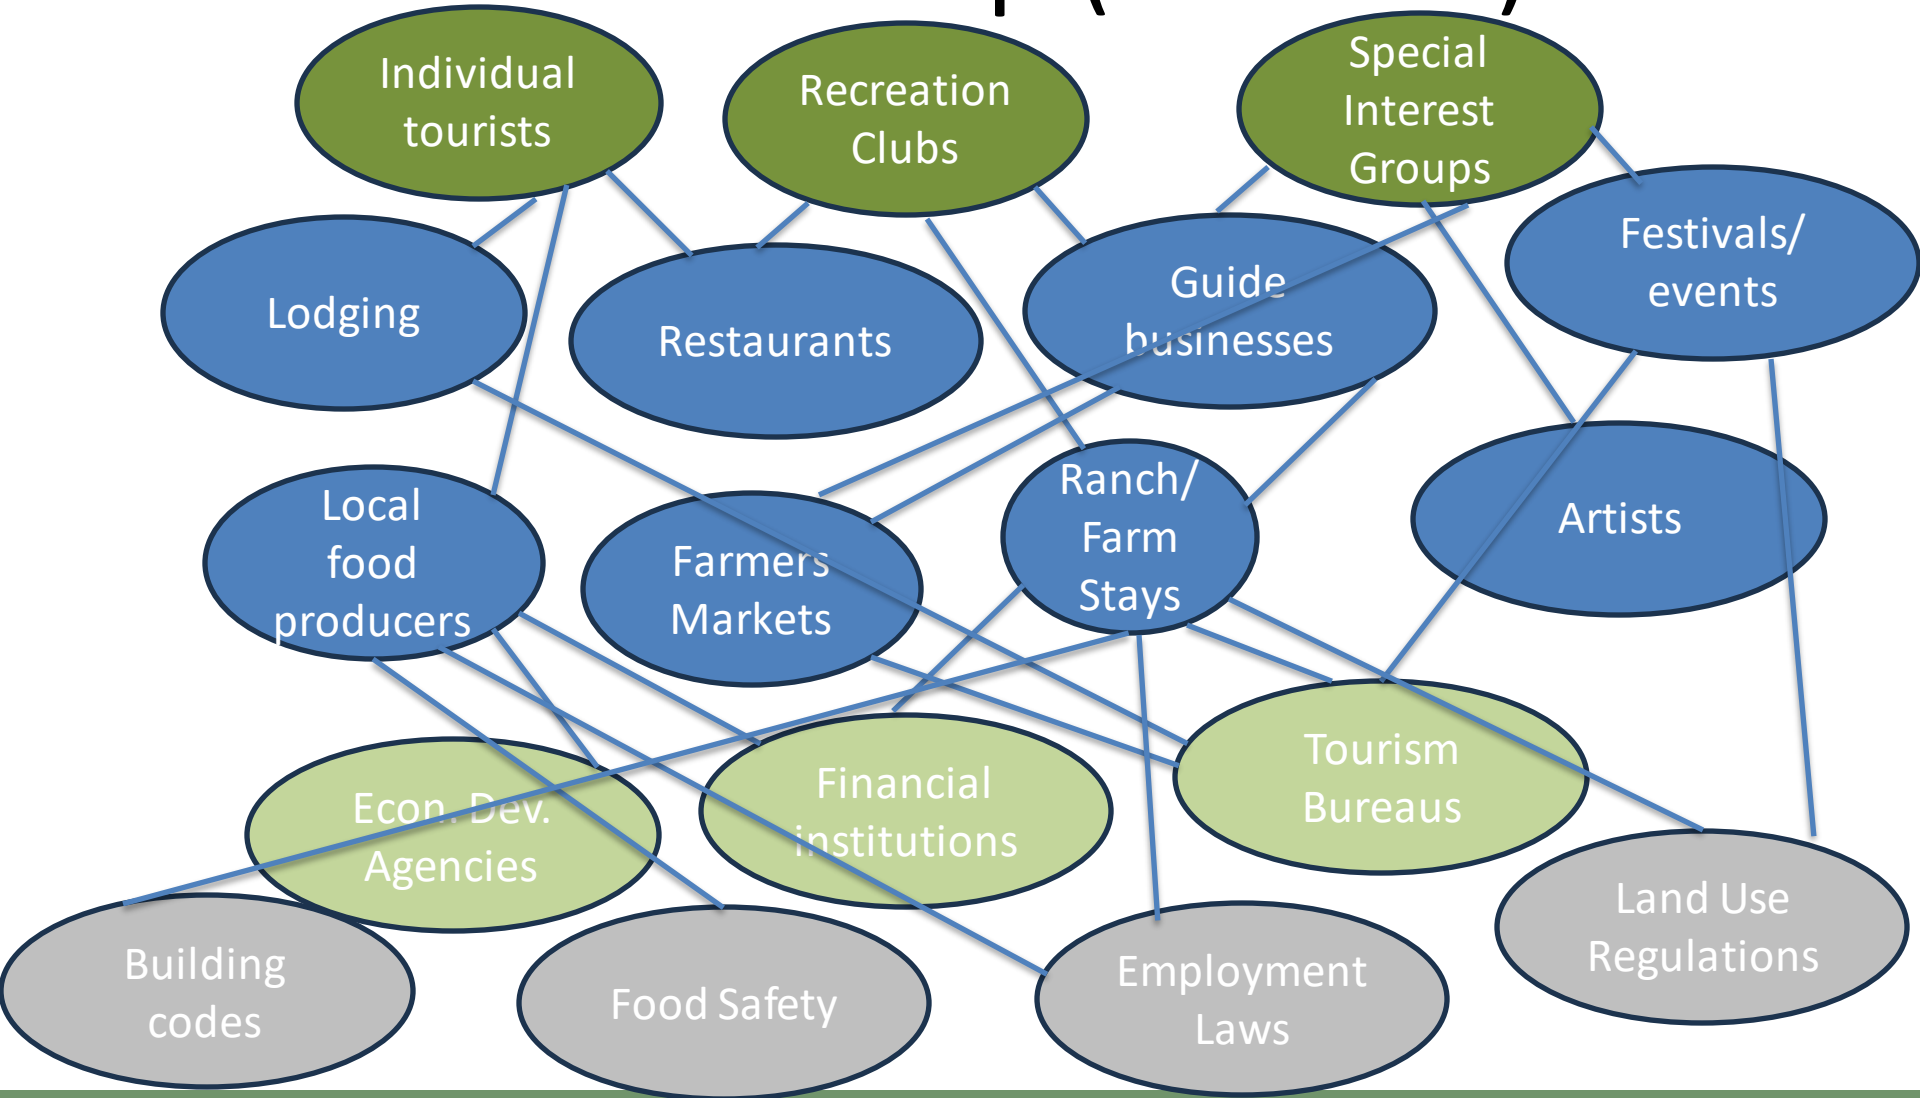 Individual
tourists
Recreation
Clubs
Special
Interest
Groups
Lodging
Restaurants
Guide
businesses
Festivals/
events
Local
food
producers
Farmers
Markets
Ranch/
Farm
Stays
Artists
Econ. Dev.
Agencies
Financial
institutions
Tourism
Bureaus
Building
codes
Food Safety
Employment
Laws
Land Use
Regulations